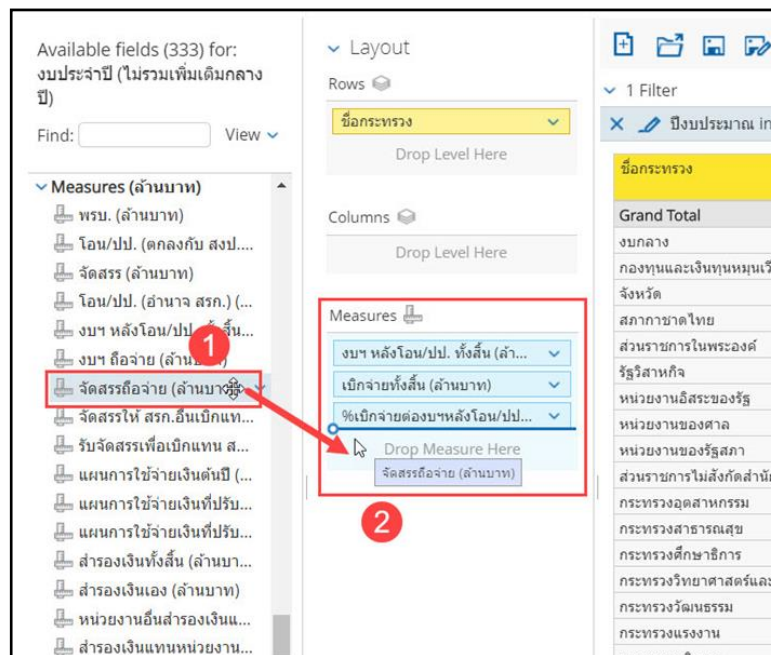 Available fields (333) for:
งบประจำปี (ไม่รวมเพิ่มเติมกลาง
ปี)
Find:
View
Measures (ล้านบาท)
พรบ. (ล้านบาท)
โอน/ปป. (ตกลงกับ สงป....
จัดสรร (ล้านบาท)
โอน/ปป. (อำนาจ สรก.) (...
งบฯ หลังโอน/ปป. ทั้งสิ้น...
งบฯ ถือจ่าย (ล้านบาท)
จัดสรรถือจ่าย (ล้านบาท)
จัดสรรให้ สรก.อื่นเบิกแท...
รับจัดสรรเพื่อเบิกแทน ส...
แผนการใช้จ่ายเงินต้นปี (...
แผนการใช้จ่ายเงินที่ปรับ...
แผนการใช้จ่ายเงินที่ปรับ...
สำรองเงินทั้งสิ้น (ล้านบา...
สำรองเงินเอง (ล้านบาท)
หน่วยงานอื่นสำรองเงินแ...
สำรองเงินแทนหน่วยงาน...
1
Layout
Rows
ชื่อกระทรวง
Drop Level Here
Columns
Drop Level Here
Measures
งบฯ หลังโอน/ปป. ทั้งสิ้น (ล้า...
เบิกจ่ายทั้งสิ้น (ล้านบาท)
%เบิกจ่ายต่องบฯหลังโอน/ปป...
Drop Measure Here
จัดสรรถือจ่าย (ล้านบาท)
2
1 Filter
ปีงบประมาณ in
ชื่อกระทรวง
Grand Total
งบกลาง
กองทุนและเงินทุนหมุนเวี
จังหวัด
สภากาชาดไทย
ส่วนราชการในพระองค์
รัฐวิสาหกิจ
หน่วยงานอิสระของรัฐ
หน่วยงานของศาล
หน่วยงานของรัฐสภา
ส่วนราชการไม่สังกัดสำนั
กระทรวงอุตสาหกรรม
กระทรวงสาธารณสุข
กระทรวงศึกษาธิการ
กระทรวงวิทยาศาสตร์และ
กระทรวงวัฒนธรรม
กระทรวงแรงงาน